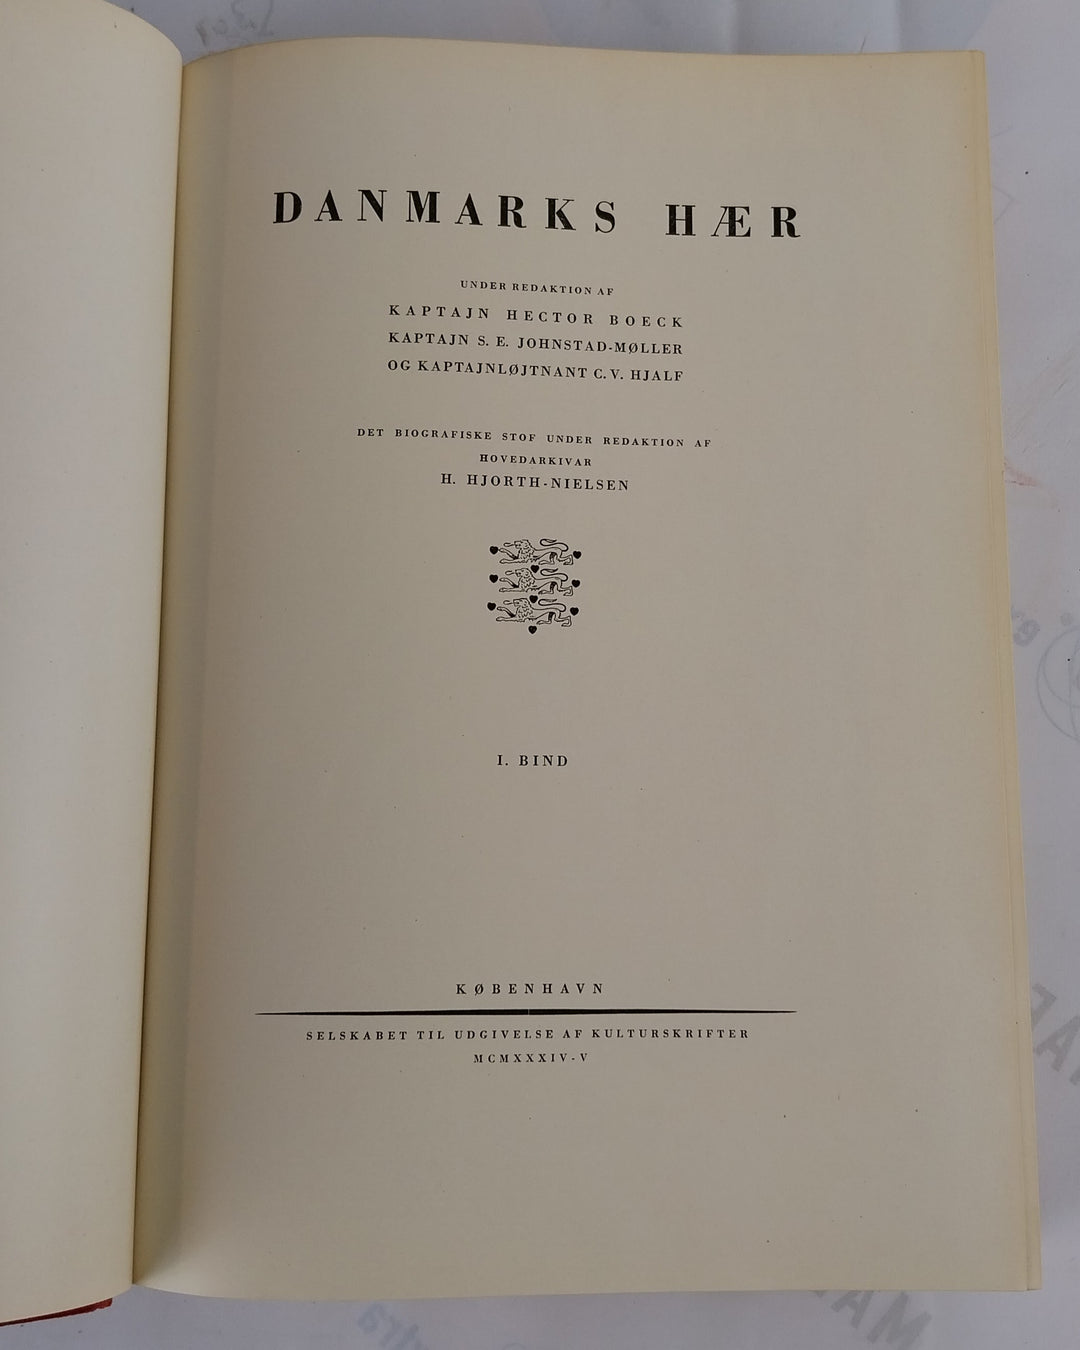 DANMARKS HÆR
UNDER REDAKTION AF
KAPTAJN HECTOR BOECK
KAPTAJN S. E. JOHNSTAD-MØLLER
OG KAPTAJNLØJTNANT C. V. HJALF
DET BIOGRAFISKE STOF UNDER REDAKTION AF
HOVEDARKIVAR
H. HJORTH-NIELSEN
I. BIND
KØBENHAVN
SELSKABET TIL UDGIVELSE AF KULTURSKRIFTER
MCMXXXIV-V